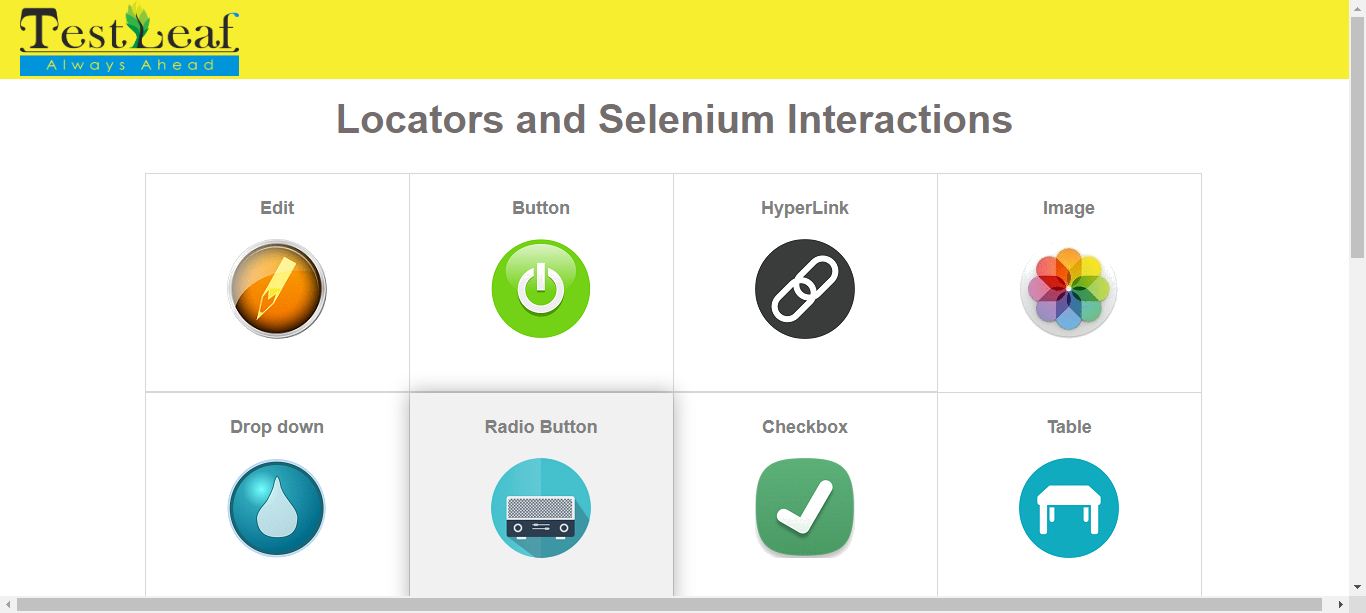 TestLeaf
Always Ahead
Locators and Selenium Interactions
Edit
Button
HyperLink
Image
Drop down
Radio Button
Checkbox
Table